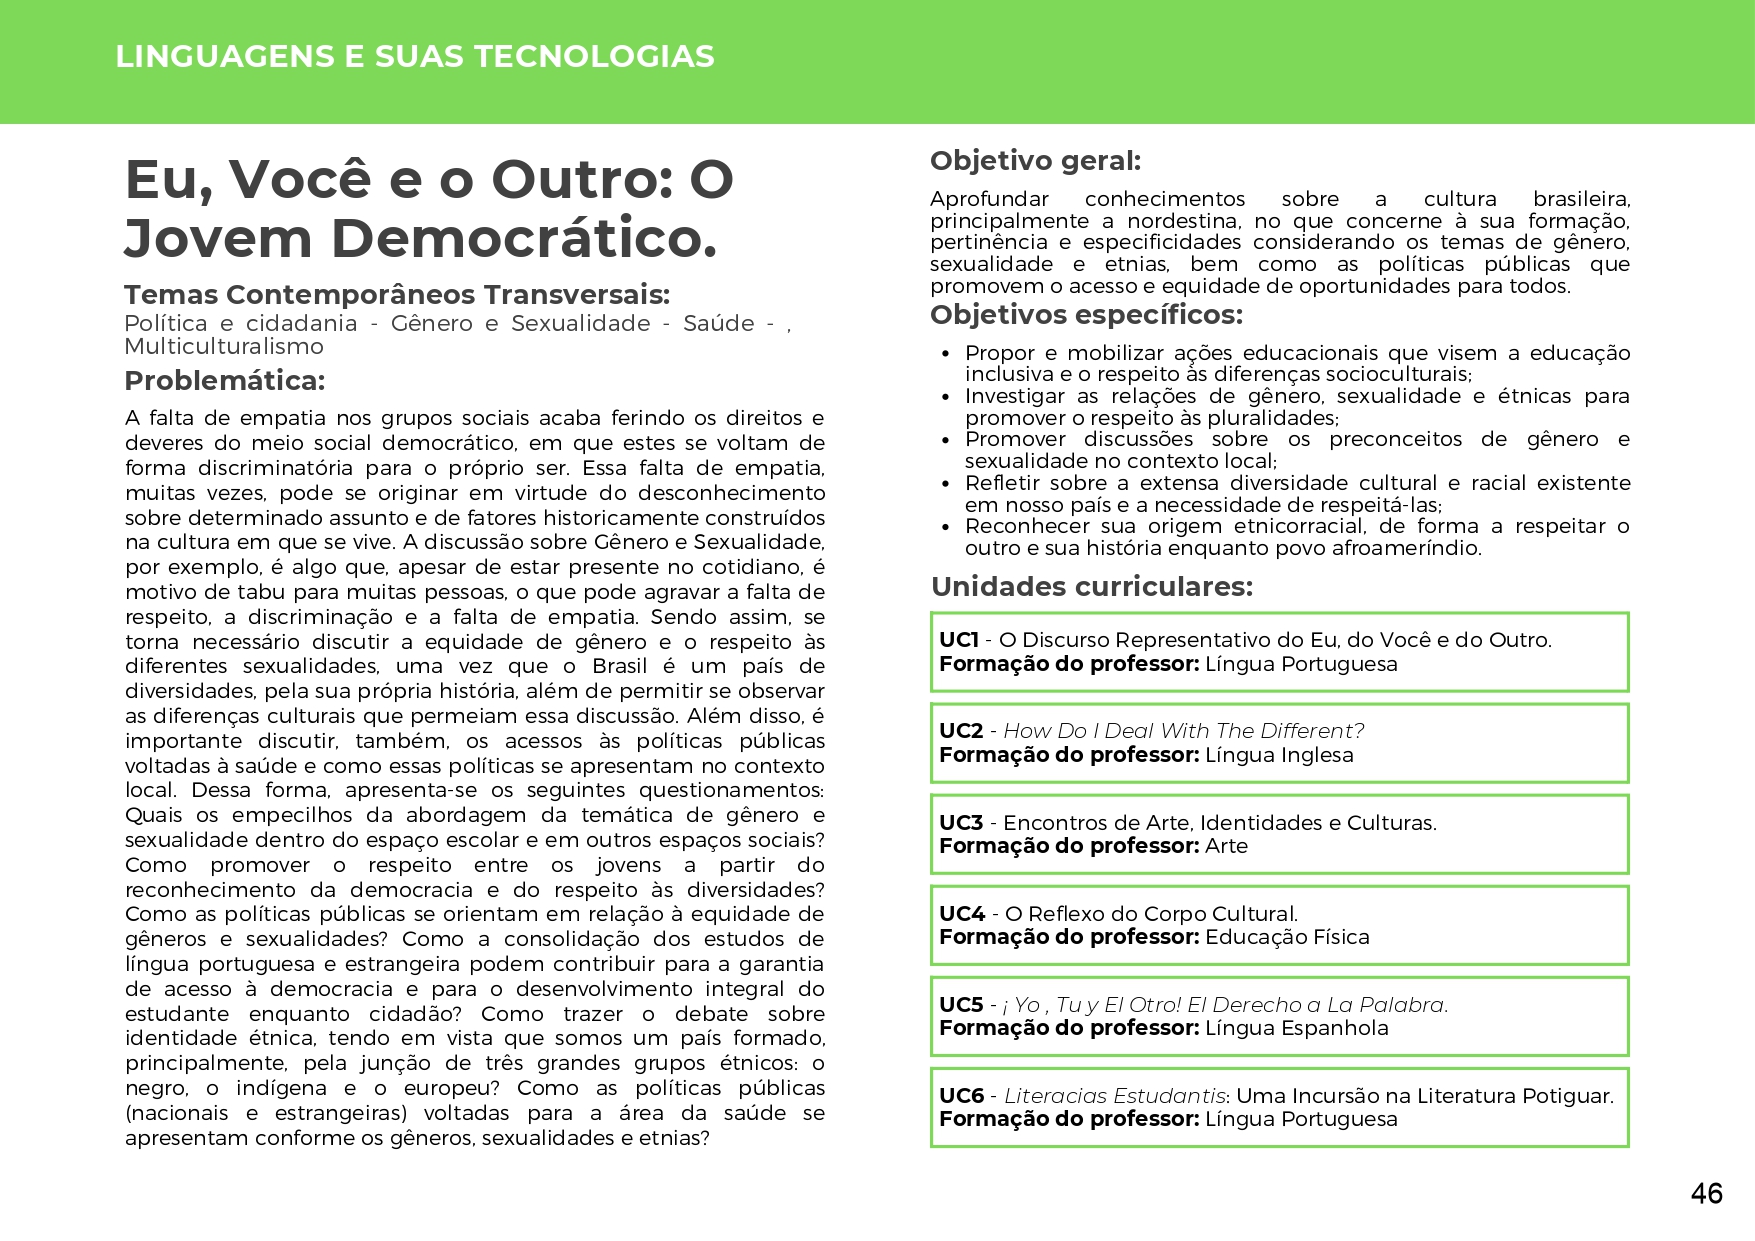 LINGUAGENS E SUAS TECNOLOGIAS
Eu, Você e o Outro: O
Jovem Democrático.
Temas Contemporâneos Transversais:
Política e cidadania - Gênero e Sexualidade - Saúde - ,
Multiculturalismo
Problemática:
A falta de empatia nos grupos sociais acaba ferindo os direitos e
deveres do meio social democrático, em que estes se voltam de
forma discriminatória para o próprio ser. Essa falta de empatia,
muitas vezes, pode se originar em virtude do desconhecimento
sobre determinado assunto e de fatores historicamente construídos
na cultura em que se vive. A discussão sobre Gênero e Sexualidade,
por exemplo, é algo que, apesar de estar presente no cotidiano, é
motivo de tabu para muitas pessoas, o que pode agravar a falta de
respeito, a discriminação e a falta de empatia. Sendo assim, se
torna necessário discutir a equidade de gênero e o respeito às
diferentes sexualidades, uma vez que o Brasil é um país de
diversidades, pela sua própria história, além de permitir se observar
as diferenças culturais que permeiam essa discussão. Além disso, é
importante discutir, também, os acessos às políticas públicas
voltadas à saúde e como essas políticas se apresentam no contexto
local. Dessa forma, apresenta-se os seguintes questionamentos:
Quais os empecilhos da abordagem da temática de gênero e
sexualidade dentro do espaço escolar e em outros espaços sociais?
Como promover o respeito entre os jovens a partir do
reconhecimento da democracia e do respeito às diversidades?
Como as políticas públicas se orientam em relação à equidade de
gêneros e sexualidades? Como a consolidação dos estudos de
língua portuguesa e estrangeira podem contribuir para a garantia
de acesso à democracia e para o desenvolvimento integral do
estudante enquanto cidadão? Como trazer o debate sobre
identidade étnica, tendo em vista que somos um país formado,
principalmente, pela junção de três grandes grupos étnicos: o
negro, o indígena e o europeu? Como as políticas públicas
(nacionais e estrangeiras) voltadas para a área da saúde se
apresentam conforme os gêneros, sexualidades e etnias?
Objetivo geral:
Aprofundar conhecimentos sobre a cultura brasileira,
principalmente a nordestina, no que concerne à sua formação,
pertinência e especificidades considerando os temas de gênero,
sexualidade e etnias, bem como as políticas públicas que
promovem o acesso e equidade de oportunidades para todos.
Objetivos específicos:
• Propor e mobilizar ações educacionais que visem a educação
inclusiva e o respeito às diferenças socioculturais;
• Investigar as relações de gênero, sexualidade e étnicas para
promover o respeito às pluralidades;
• Promover discussões sobre os preconceitos de gênero e
sexualidade no contexto local;
• Refletir sobre a extensa diversidade cultural e racial existente
em nosso país e a necessidade de respeitá-las;
• Reconhecer sua origem etnicorracial, de forma a respeitar o
outro e sua história enquanto povo afroameríndio.
Unidades curriculares:
UC1 - O Discurso Representativo do Eu, do Você e do Outro.
Formação do professor: Língua Portuguesa
UC2 - How Do I Deal With The Different?
Formação do professor: Língua Inglesa
UC3 - Encontros de Arte, Identidades e Culturas.
Formação do professor: Arte
UC4 - O Reflexo do Corpo Cultural.
Formação do professor: Educação Física
UC5 - ¡ Yo , Tu y El Otro! El Derecho a La Palabra.
Formação do professor: Língua Espanhola
UC6 - Literacias Estudantis: Uma Incursão na Literatura Potiguar.
Formação do professor: Língua Portuguesa
46